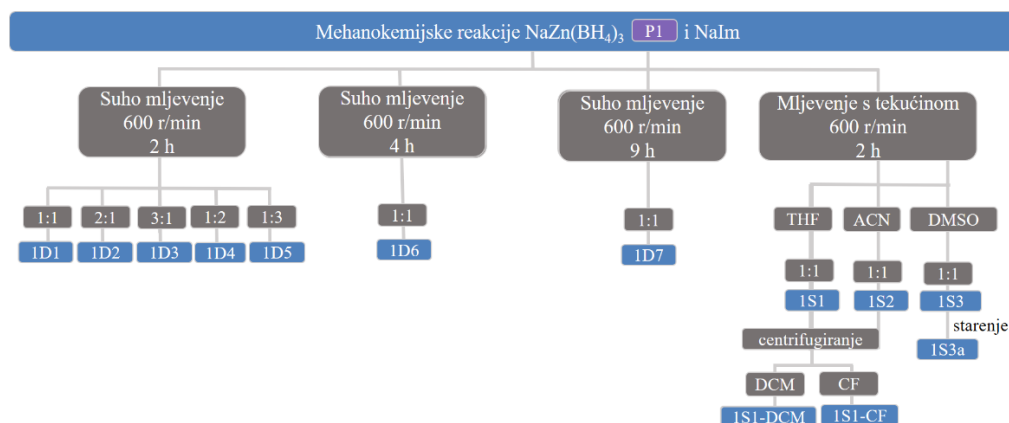 Mehanokemijske reakcije NaZn(BH₄)₃ P1 i NaIm
Suho mljevenje
600 r/min
2 h
Suho mljevenje
600 r/min
4 h
Suho mljevenje
600 r/min
9 h
Mljevenje s tekućinom
600 r/min
2 h
1:1 2:1 3:1 1:2 1:3
1D1 1D2 1D3 1D4 1D5
1:1
1D6
1:1
1D7
THF ACN DMSO
1:1 1:1 1:1
1S1 1S2 1S3
starenje
1S3a
centrifugiranje
DCM CF
1S1-DCM 1S1-CF